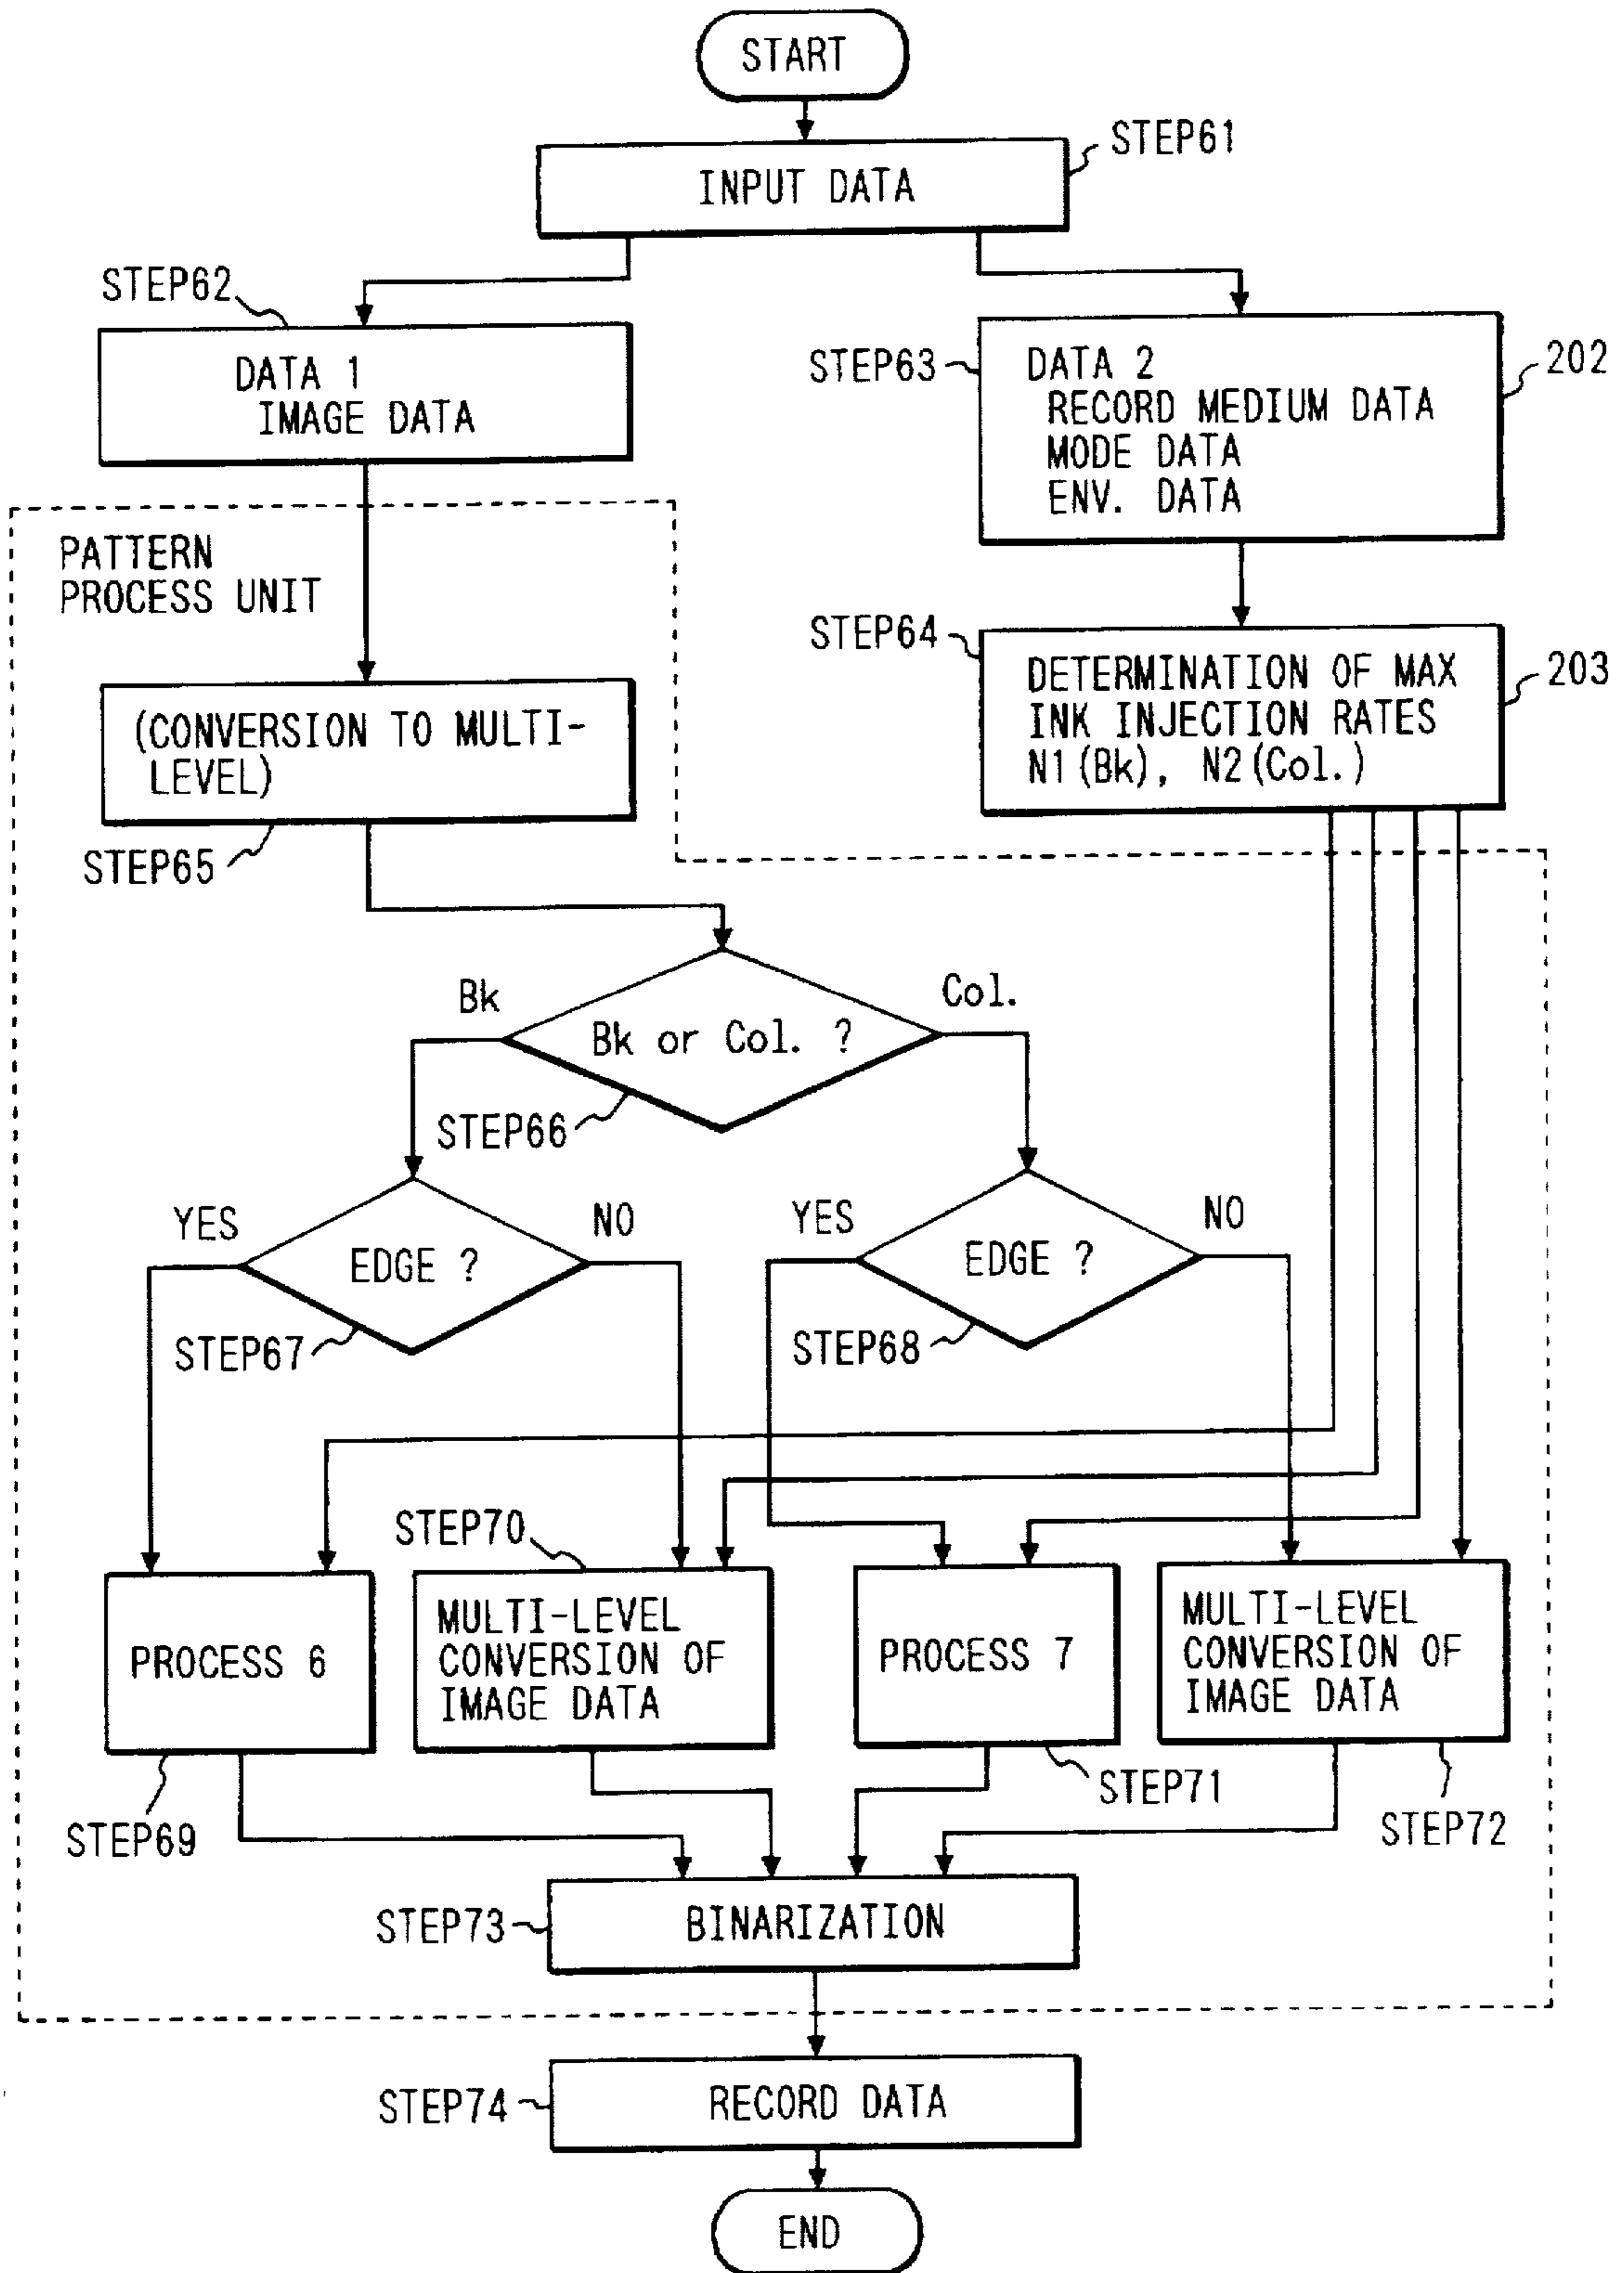 START
STEP61
INPUT DATA
STEP62
DATA 1
IMAGE DATA
STEP63
DATA 2
RECORD MEDIUM DATA
MODE DATA
ENV. DATA
202
PATTERN
PROCESS UNIT
STEP64
DETERMINATION OF MAX
INK INJECTION RATES
N1(Bk), N2(Col.)
203
(CONVERSION TO MULTI-
LEVEL)
STEP65
Bk
Col.
Bk or Col. ?
STEP66
YES
NO
EDGE ?
STEP67
YES
NO
EDGE ?
STEP68
STEP70
PROCESS 6
MULTI-LEVEL
CONVERSION OF
IMAGE DATA
PROCESS 7
MULTI-LEVEL
CONVERSION OF
IMAGE DATA
STEP69
STEP71
STEP72
STEP73
BINARIZATION
STEP74
RECORD DATA
END